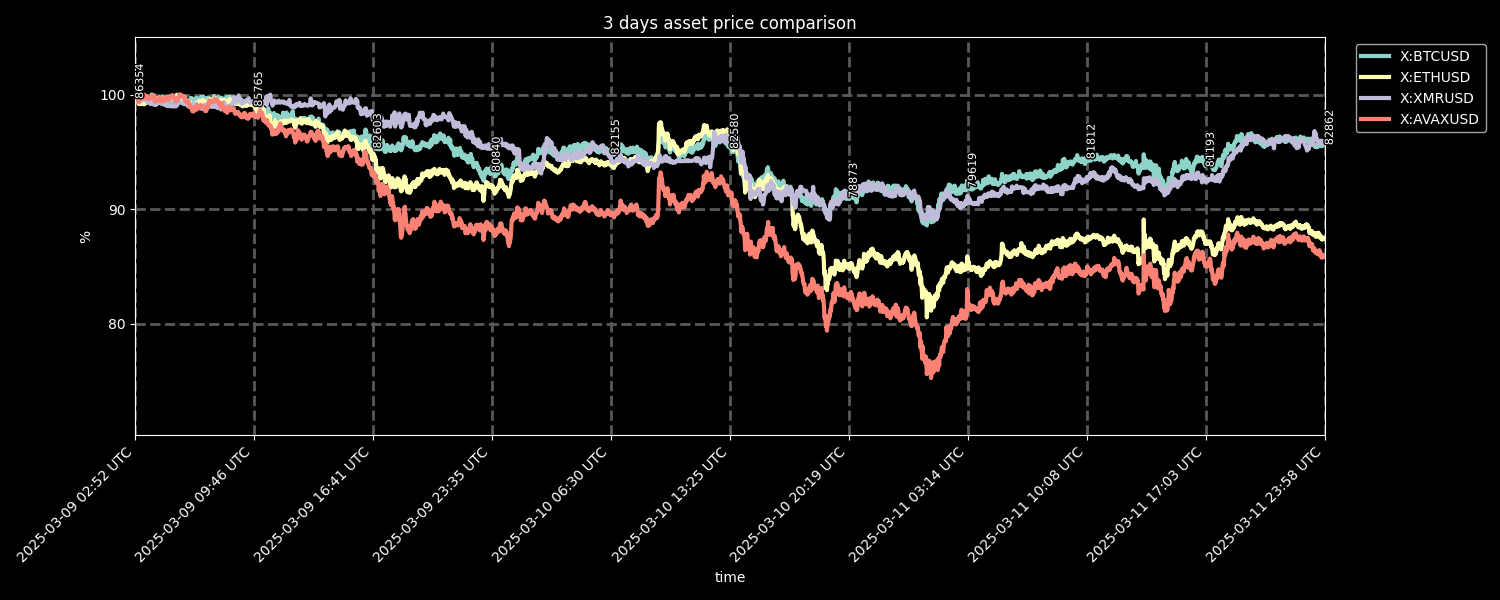 3 days asset price comparison
X:BTCUSD
X:ETHUSD
X:XMRUSD
X:AVAXUSD
%
100
90
80
86354
85765
82603
80840
82155
82580
78873
79619
81812
81193
82862
2025-03-09 02:52 UTC
2025-03-09 09:46 UTC
2025-03-09 16:41 UTC
2025-03-09 23:35 UTC
2025-03-10 06:30 UTC
2025-03-10 13:25 UTC
2025-03-10 20:19 UTC
2025-03-11 03:14 UTC
2025-03-11 10:08 UTC
2025-03-11 17:03 UTC
2025-03-11 23:58 UTC
time